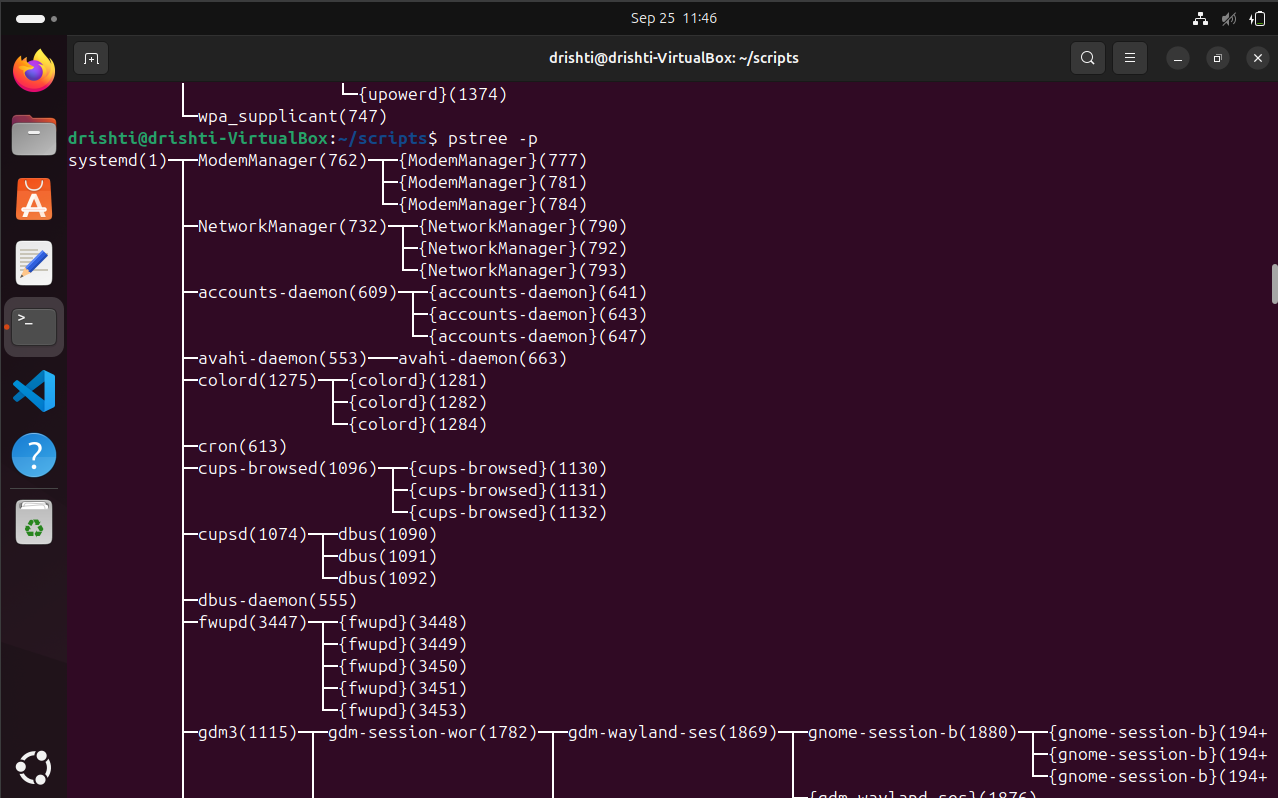 Sep 25 11:46
drishti@drishti-VirtualBox: ~/scripts
└─{upowerd}(1374)
└─wpa_supplicant(747)
drishti@drishti-VirtualBox:~/scripts$ pstree -p
systemd(1)─┬─ModemManager(762)─┬─{ModemManager}(777)
├─{ModemManager}(781)
└─{ModemManager}(784)
├─NetworkManager(732)─┬─{NetworkManager}(790)
├─{NetworkManager}(792)
└─{NetworkManager}(793)
├─accounts-daemon(609)─┬─{accounts-daemon}(641)
├─{accounts-daemon}(643)
└─{accounts-daemon}(647)
├─avahi-daemon(553)───avahi-daemon(663)
├─colord(1275)─┬─{colord}(1281)
├─{colord}(1282)
└─{colord}(1284)
├─cron(613)
├─cups-browsed(1096)─┬─{cups-browsed}(1130)
├─{cups-browsed}(1131)
└─{cups-browsed}(1132)
├─cupsd(1074)─┬─dbus(1090)
├─dbus(1091)
└─dbus(1092)
├─dbus-daemon(555)
├─fwupd(3447)─┬─{fwupd}(3448)
├─{fwupd}(3449)
├─{fwupd}(3450)
├─{fwupd}(3451)
└─{fwupd}(3453)
├─gdm3(1115)─┬─gdm-session-wor(1782)─┬─gdm-wayland-ses(1869)─┬─gnome-session-b(1880)─┬─{gnome-session-b}(194+
├─{gnome-session-b}(194+
└─{gnome-session-b}(194+
├─{gdm-wayland-ses}(1876)